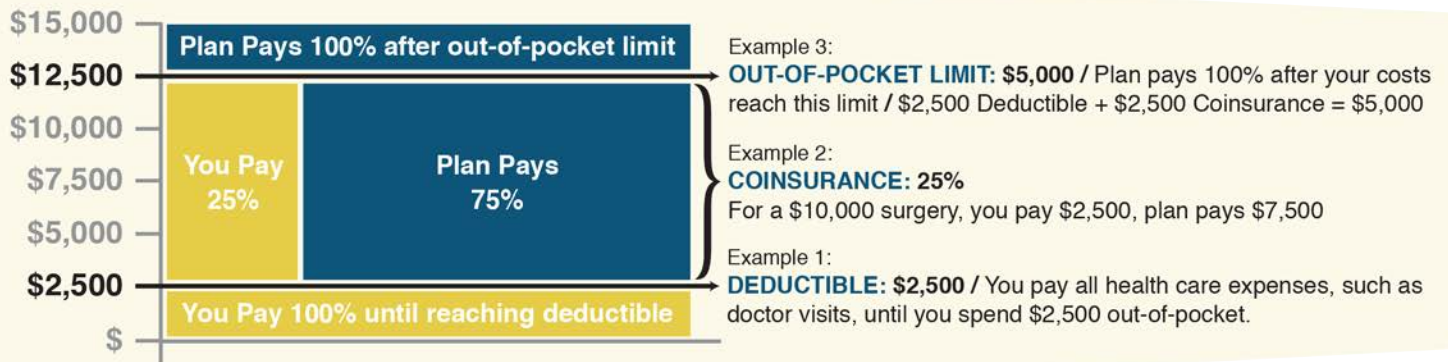 $15,000
$12,500
$10,000
$7,500
$5,000
$2,500
$
Plan Pays 100% after out-of-pocket limit
You Pay
25%
Plan Pays
75%
You Pay 100% until reaching deductible
Example 3:
OUT-OF-POCKET LIMIT: $5,000 / Plan pays 100% after your costs
reach this limit / $2,500 Deductible + $2,500 Coinsurance = $5,000
Example 2:
COINSURANCE: 25%
For a $10,000 surgery, you pay $2,500, plan pays $7,500
Example 1:
DEDUCTIBLE: $2,500 / You pay all health care expenses, such as
doctor visits, until you spend $2,500 out-of-pocket.